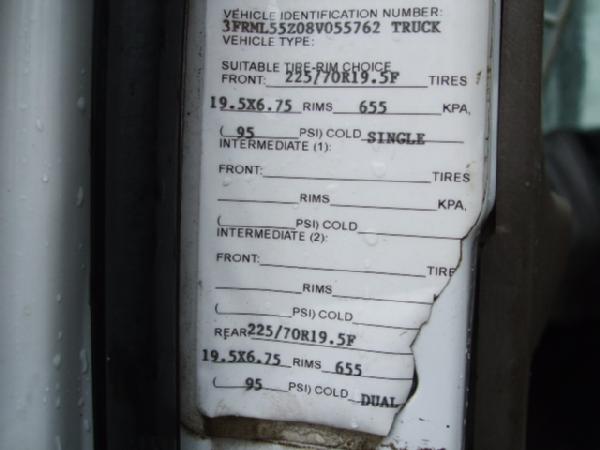 VEHICLE IDENTIFICATION NUMBER:
3FRML55Z08V055762 TRUCK
VEHICLE TYPE:
SUITABLE TIRE-RIM CHOICE
FRONT: 225/70R19.5F TIRES
19.5X6.75 RIMS 655 KPA,
( 95 PSI) COLD SINGLE
INTERMEDIATE (1):
FRONT: TIRES
RIMS KPA,
( PSI) COLD
INTERMEDIATE (2):
FRONT: TIRE
RIMS
( PSI) COLD
REAR 225/70R19.5F
19.5X6.75 RIMS 655
( 95 PSI) COLD DUAL